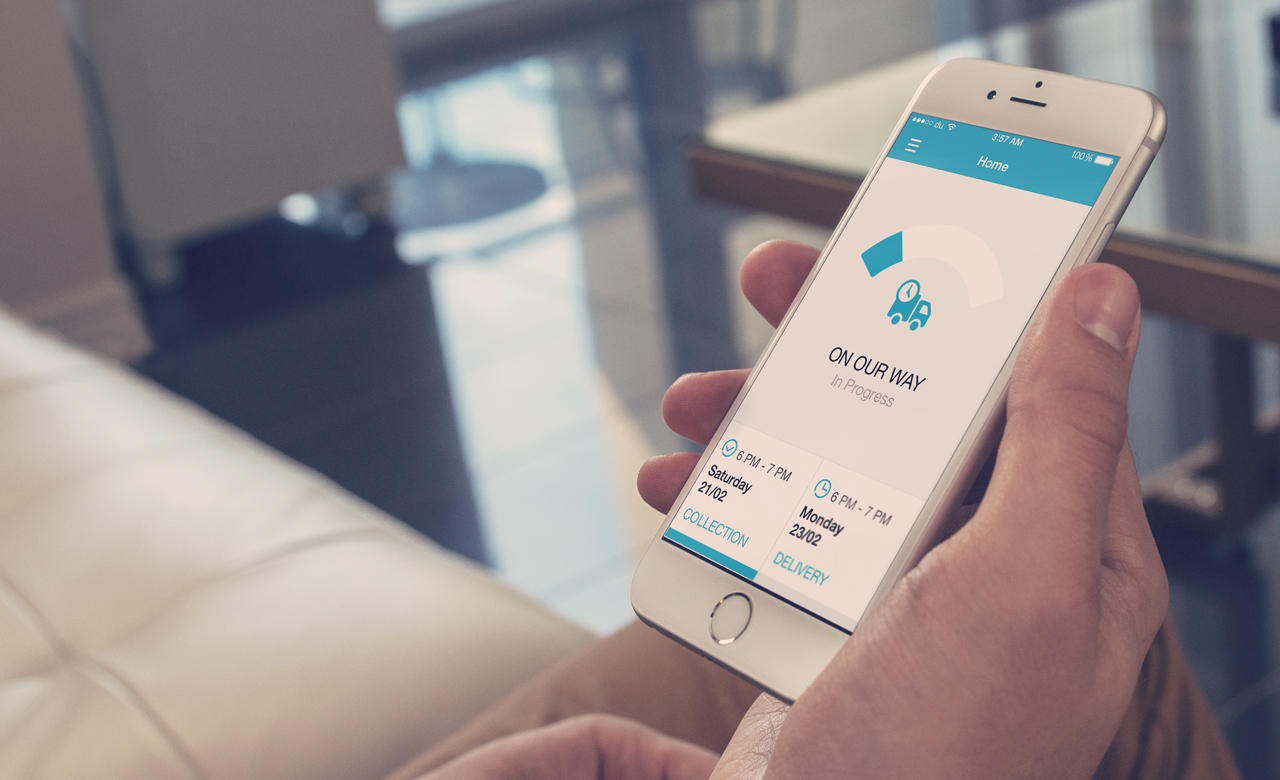 du 3:57 AM 100%
Home
ON OUR WAY
In Progress
6 PM - 7 PM
Saturday
21/02
COLLECTION
6 PM - 7 PM
Monday
23/02
DELIVERY